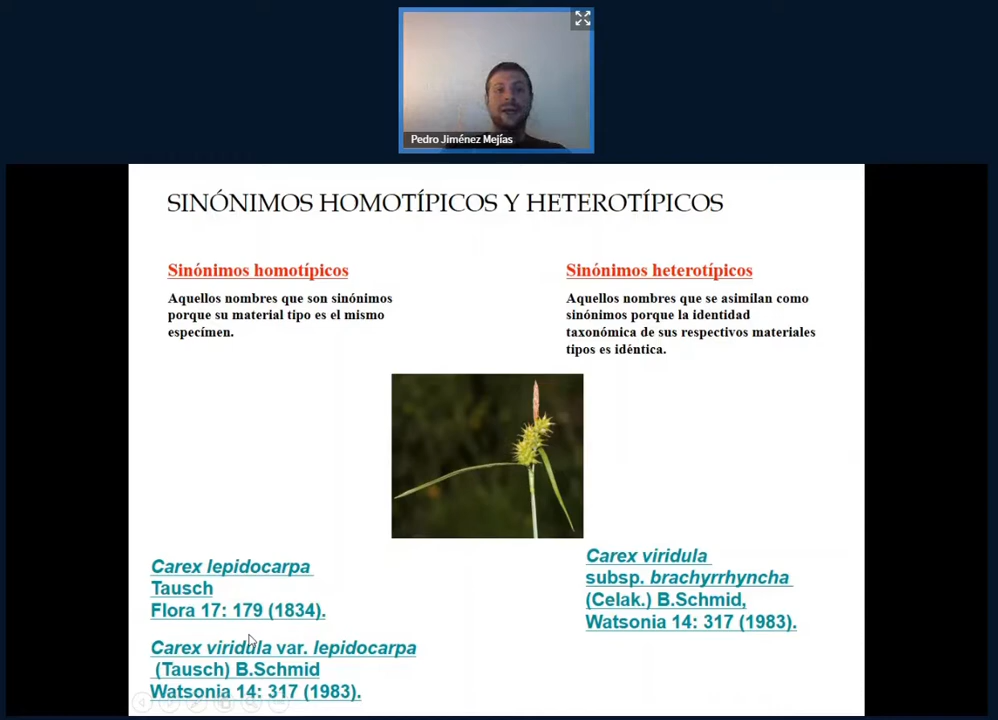 Pedro Jiménez Mejías
SINÓNIMOS HOMOTÍPICOS Y HETEROTÍPICOS
Sinónimos homotípicos
Aquellos nombres que son sinónimos
porque su material tipo es el mismo
especímen.
Sinónimos heterotípicos
Aquellos nombres que se asimilan como
sinónimos porque la identidad
taxonómica de sus respectivos materiales
tipos es idéntica.
Carex lepidocarpa
Tausch
Flora 17: 179 (1834).
Carex viridula var. lepidocarpa
(Tausch) B.Schmid
Watsonia 14: 317 (1983).
Carex viridula
subsp. brachyrrhyncha
(Celak.) B.Schmid,
Watsonia 14: 317 (1983).